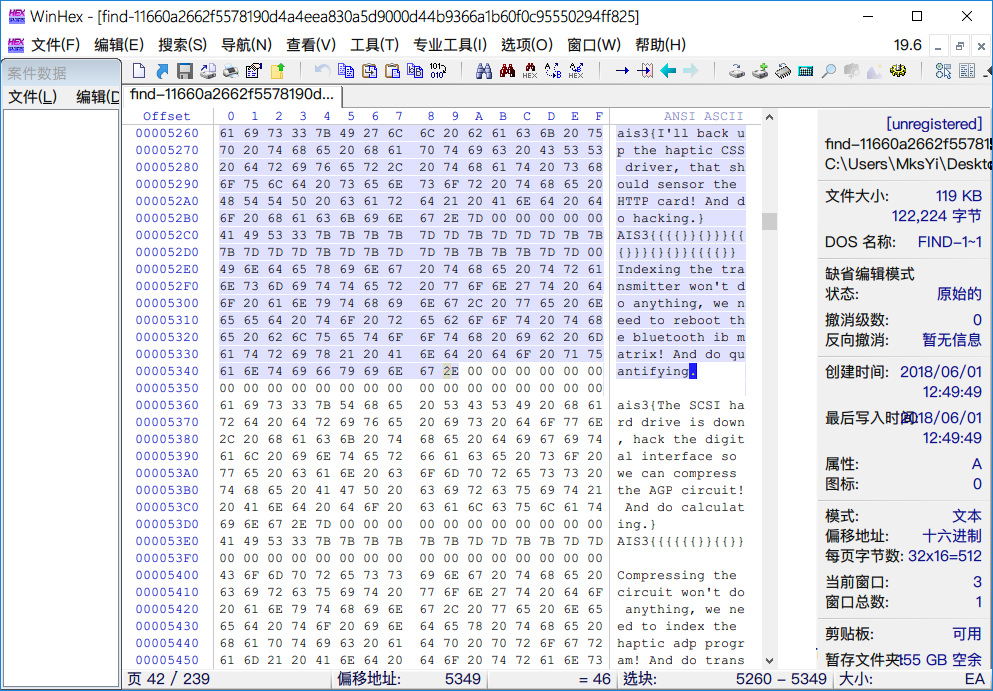 WinHex - [find-11660a2662f5578190d4a4eea830a5d9000d44b9366a1b60f0c95550294ff825]
文件(F) 编辑(E) 搜索(S) 导航(N) 查看(V) 工具(T) 专业工具(I) 选项(O) 窗口(W) 帮助(H) 19.6
案件数据
文件(L) 编辑(D
find-11660a2662f5578190d...
Offset 0 1 2 3 4 5 6 7 8 9 A B C D E F ANSI ASCII
00005260 61 69 73 33 7B 49 27 6C 6C 20 62 61 63 6B 20 75 ais3{I'll back u
00005270 70 20 74 68 65 20 68 61 70 74 69 63 20 43 53 53 p the haptic CSS
00005280 20 64 72 69 76 65 72 2C 20 74 68 61 74 20 73 68 driver, that sh
00005290 6F 75 6C 64 20 73 65 6E 73 6F 72 20 74 68 65 20 ould sensor the
000052A0 48 54 54 50 20 63 61 72 64 21 20 41 6E 64 20 64 HTTP card! And d
000052B0 6F 20 68 61 63 6B 69 6E 67 2E 7D 00 00 00 00 00 o hacking.}
000052C0 41 49 53 33 7B 7B 7B 7B 7D 7D 7B 7D 7D 7D 7B 7B AIS3{{{{}}{}}}{{
000052D0 7B 7D 7D 7D 7B 7D 7B 7D 7D 7B 7B 7B 7B 7D 7D 00 {}}}{}{}}{{{{}}
000052E0 49 6E 64 65 78 69 6E 67 20 74 68 65 20 74 72 61 Indexing the tra
000052F0 6E 73 6D 69 74 74 65 72 20 77 6F 6E 27 74 20 64 nsmitter won't d
00005300 6F 20 61 6E 79 74 68 69 6E 67 2C 20 77 65 20 6E o anything, we n
00005310 65 65 64 20 74 6F 20 72 65 62 6F 6F 74 20 74 68 eed to reboot th
00005320 65 20 62 6C 75 65 74 6F 6F 74 68 20 69 62 20 6D e bluetooth ib m
00005330 61 74 72 69 78 21 20 41 6E 64 20 64 6F 20 71 75 atrix! And do qu
00005340 61 6E 74 69 66 79 69 6E 67 2E 00 00 00 00 00 00 antifying.
00005350 00 00 00 00 00 00 00 00 00 00 00 00 00 00 00 00
00005360 61 69 73 33 7B 54 68 65 20 53 43 53 49 20 68 61 ais3{The SCSI ha
00005370 72 64 20 64 72 69 76 65 20 69 73 20 64 6F 77 6E rd drive is down
00005380 2C 20 68 61 63 6B 20 74 68 65 20 64 69 67 69 74 , hack the digit
00005390 61 6C 20 69 6E 74 65 72 66 61 63 65 20 73 6F 20 al interface so
000053A0 77 65 20 63 61 6E 20 63 6F 6D 70 72 65 73 73 20 we can compress
000053B0 74 68 65 20 41 47 50 20 63 69 72 63 75 69 74 21 the AGP circuit!
000053C0 20 41 6E 64 20 64 6F 20 63 61 6C 63 75 6C 61 74 And do calculat
000053D0 69 6E 67 2E 7D 00 00 00 00 00 00 00 00 00 00 00 ing.}
000053E0 41 49 53 33 7B 7B 7B 7B 7B 7B 7D 7D 7B 7B 7D 7D AIS3{{{{{{}}{{}}
000053F0 00 00 00 00 00 00 00 00 00 00 00 00 00 00 00 00
00005400 43 6F 6D 70 72 65 73 73 69 6E 67 20 74 68 65 20 Compressing the
00005410 63 69 72 63 75 69 74 20 77 6F 6E 27 74 20 64 6F circuit won't do
00005420 20 61 6E 79 74 68 69 6E 67 2C 20 77 65 20 6E 65 anything, we ne
00005430 65 64 20 74 6F 20 69 6E 64 65 78 20 74 68 65 20 ed to index the
00005440 68 61 70 74 69 63 20 61 64 70 20 70 72 6F 67 72 haptic adp progr
00005450 61 6D 21 20 41 6E 64 20 64 6F 20 74 72 61 6E 73 am! And do trans
[unregistered]
find-11660a2662f557815
C:\Users\MksYi\Deskto
文件大小: 119 KB
122,224 字节
DOS 名称: FIND~1~1
缺省编辑模式
状态: 原始的
撤消级数: 0
反向撤消: 暂无信息
创建时间: 2018/06/01
12:49:49
最后写入时间: 2018/06/01
12:49:49
属性: A
图标: 0
模式: 文本
偏移地址: 十六进制
每页字节数: 32x16=512
当前窗口: 3
窗口总数: 1
剪贴板: 可用
暂存文件夹: 455 GB 空余
页 42 / 239 偏移地址: 5349 = 46 选块: 5260 - 5349 大小: EA